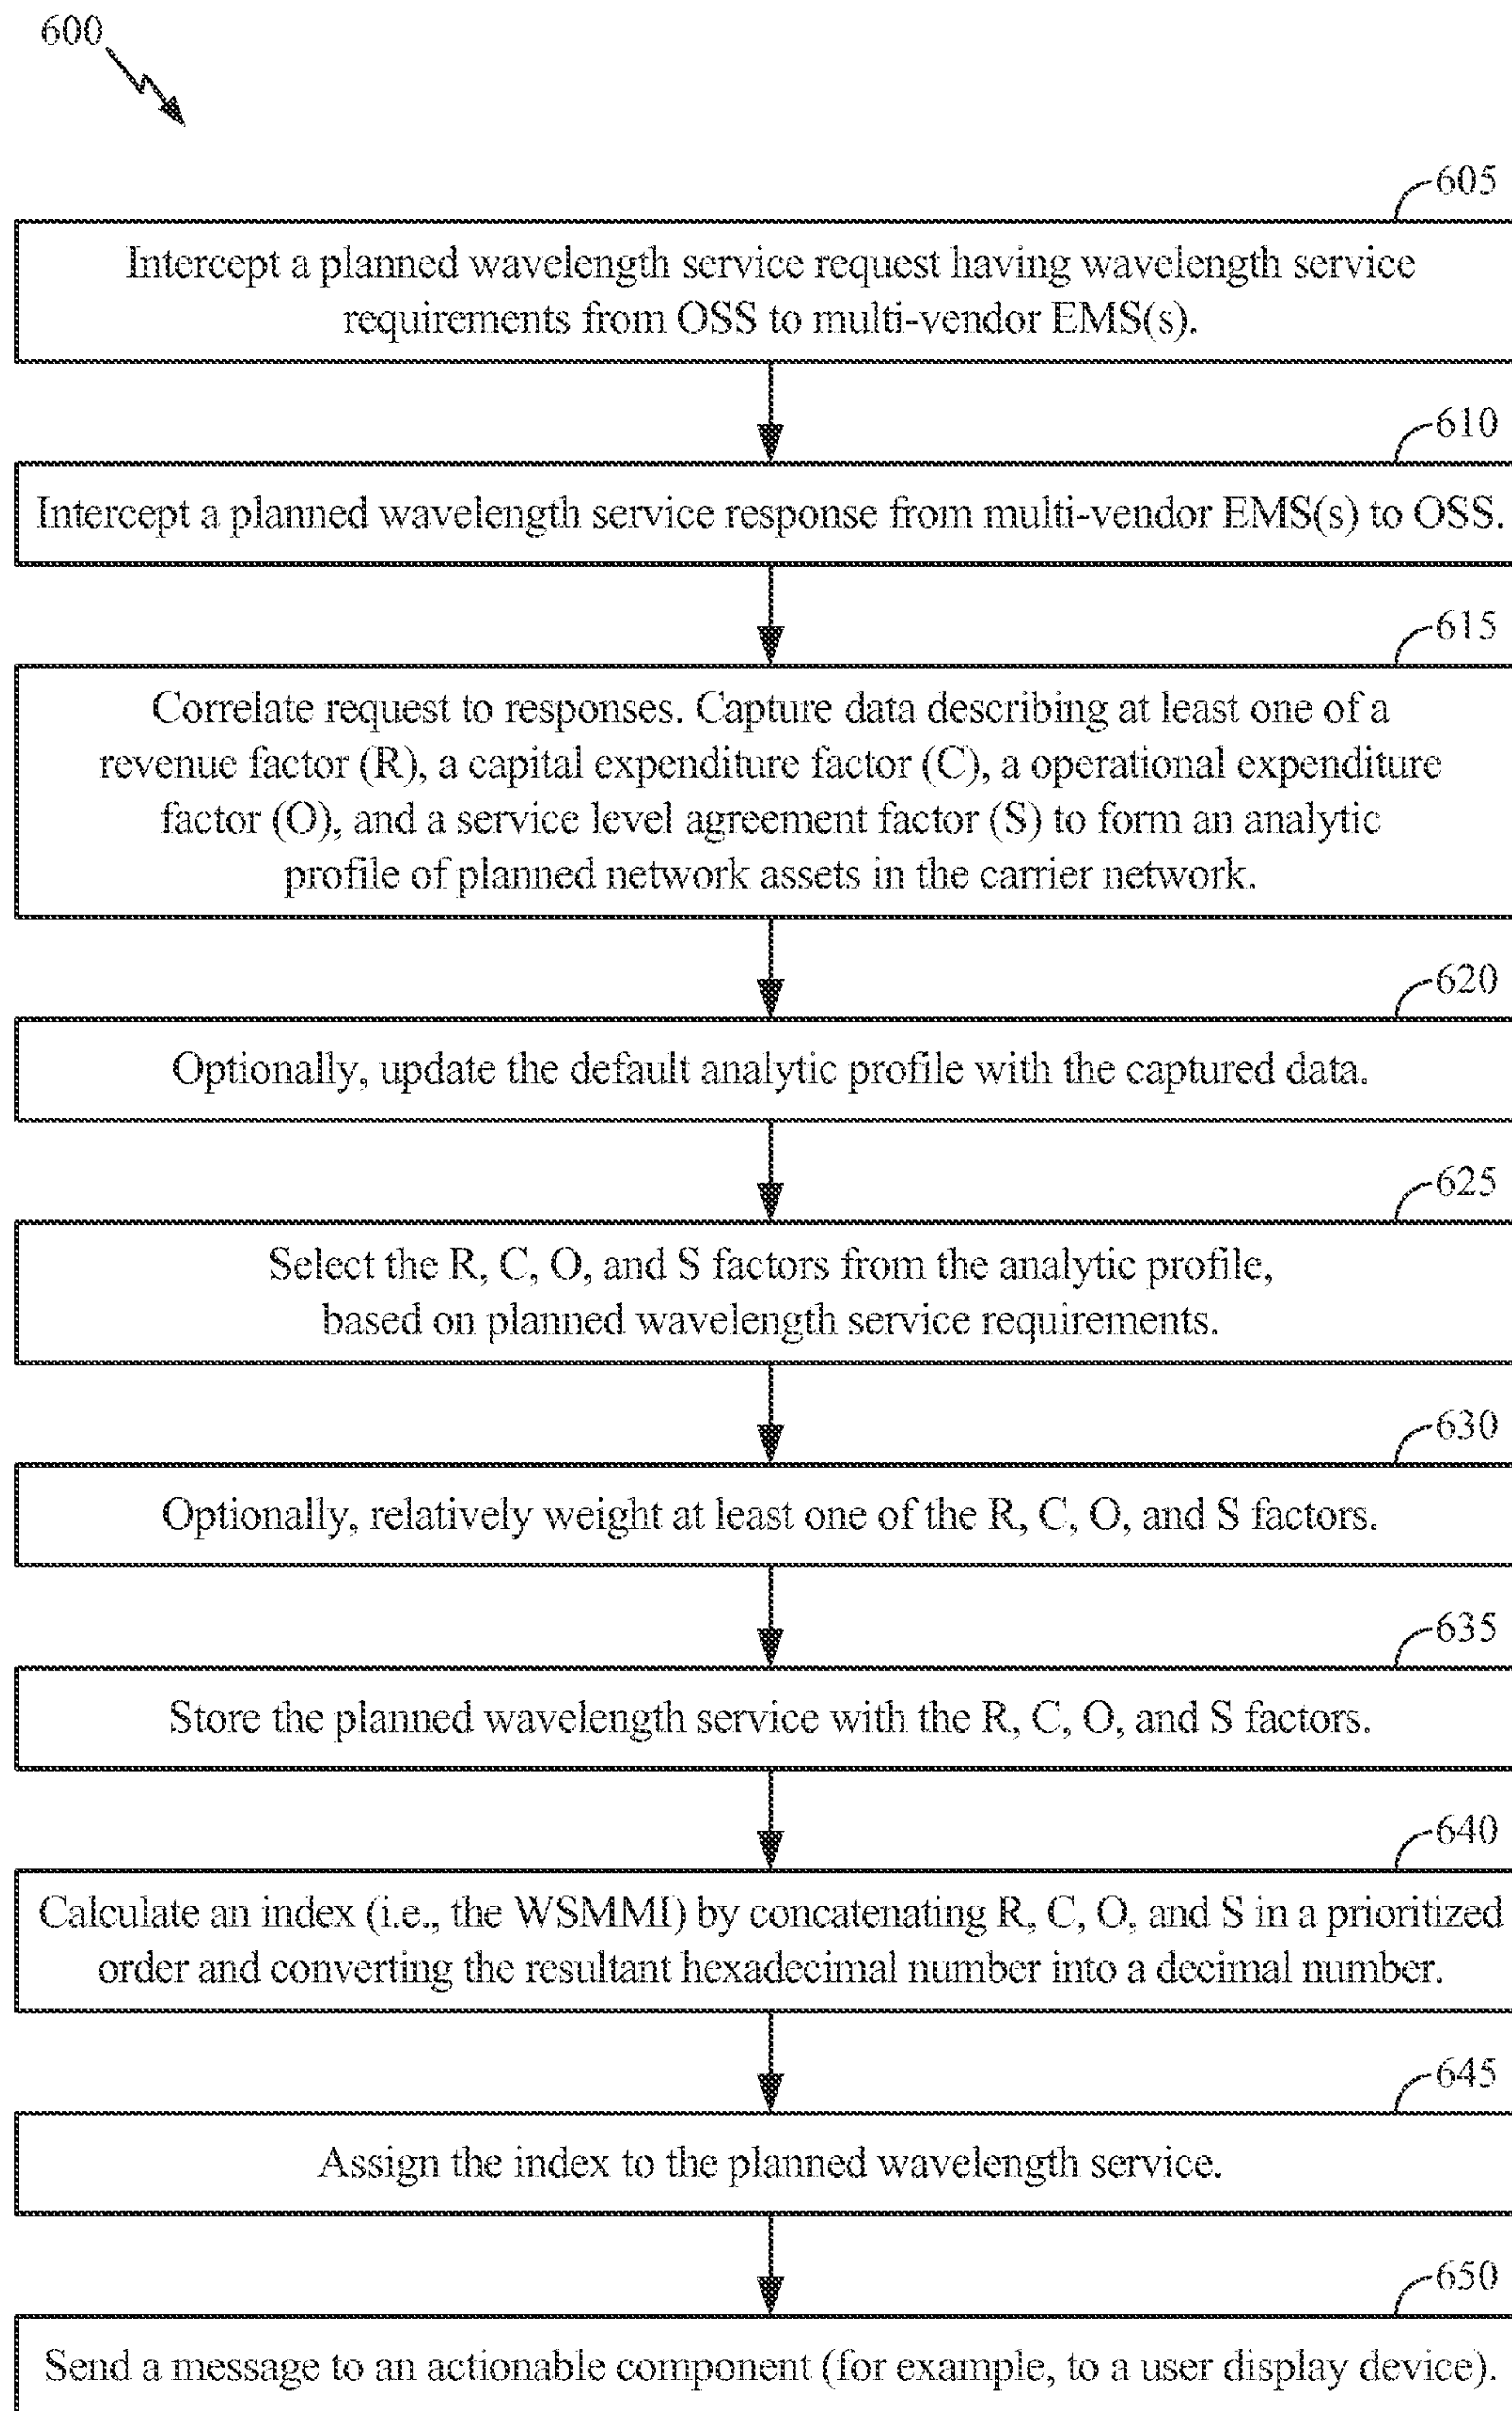 600
605
Intercept a planned wavelength service request having wavelength service
requirements from OSS to multi-vendor EMS(s).
610
Intercept a planned wavelength service response from multi-vendor EMS(s) to OSS.
615
Correlate request to responses. Capture data describing at least one of a
revenue factor (R), a capital expenditure factor (C), a operational expenditure
factor (O), and a service level agreement factor (S) to form an analytic
profile of planned network assets in the carrier network.
620
Optionally, update the default analytic profile with the captured data.
625
Select the R, C, O, and S factors from the analytic profile,
based on planned wavelength service requirements.
630
Optionally, relatively weight at least one of the R, C, O, and S factors.
635
Store the planned wavelength service with the R, C, O, and S factors.
640
Calculate an index (i.e., the WSMMI) by concatenating R, C, O, and S in a prioritized
order and converting the resultant hexadecimal number into a decimal number.
645
Assign the index to the planned wavelength service.
650
Send a message to an actionable component (for example, to a user display device).